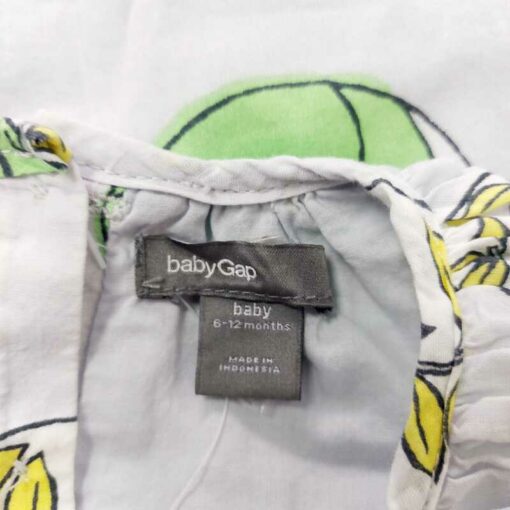 babyGap
baby
6-12 months
MADE IN
INDONESIA